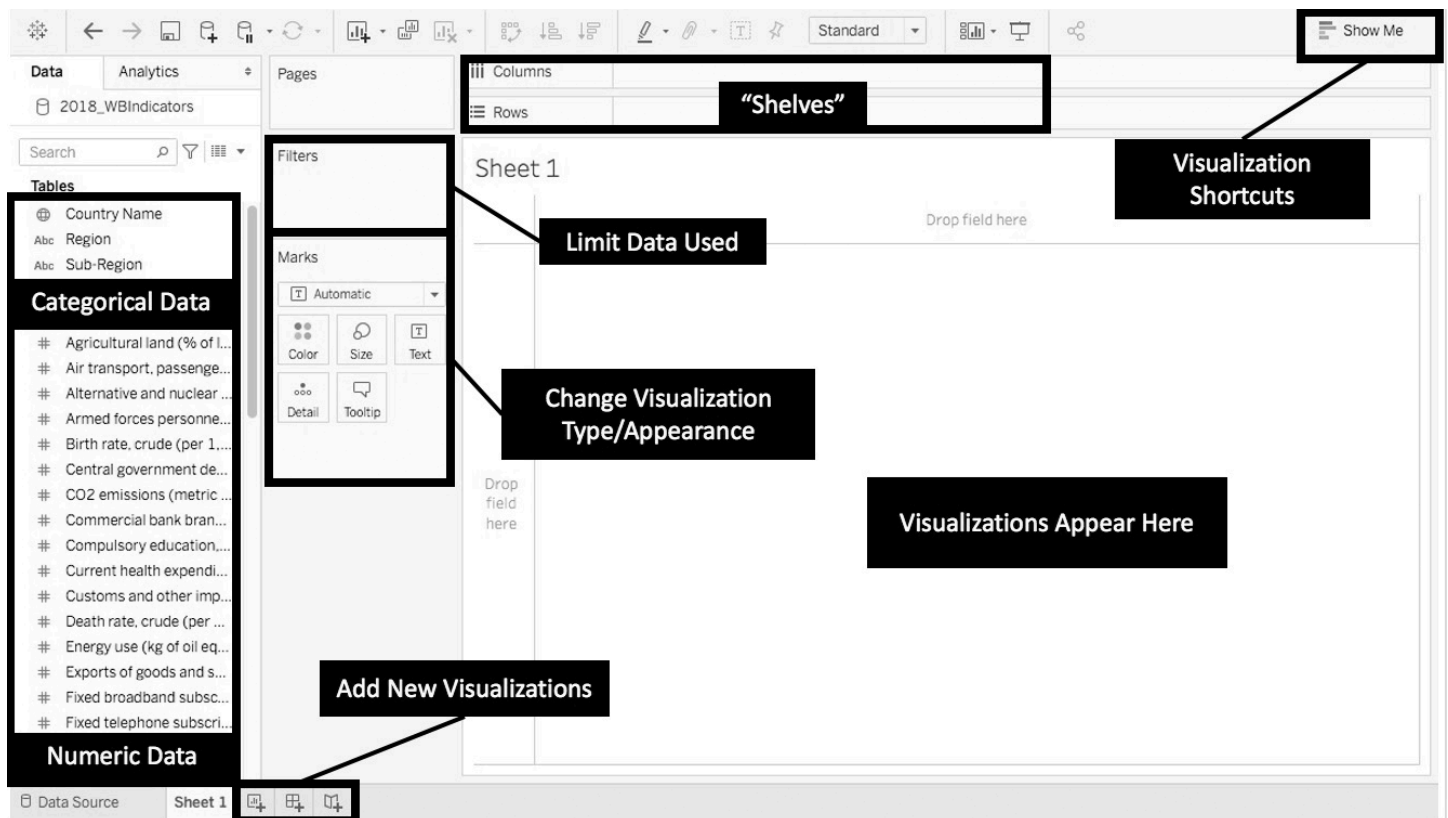 Standard
Show Me
Data
Analytics
Pages
Columns
2018_WBIndicators
Rows
“Shelves”
Search
Filters
Sheet 1
Visualization
Shortcuts
Tables
Country Name
Abc Region
Abc Sub-Region
Drop field here
Limit Data Used
Marks
Categorical Data
T Automatic
Color Size Text
Detail Tooltip
# Agricultural land (% of l...
# Air transport, passenge...
# Alternative and nuclear ...
# Armed forces personne...
# Birth rate, crude (per 1,...
# Central government de...
# CO2 emissions (metric ...
# Commercial bank bran...
# Compulsory education,...
# Current health expendi...
# Customs and other imp...
# Death rate, crude (per ...
# Energy use (kg of oil eq...
# Exports of goods and s...
# Fixed broadband subsc...
# Fixed telephone subscri...
Change Visualization
Type/Appearance
Drop
field
here
Visualizations Appear Here
Add New Visualizations
Numeric Data
Data Source
Sheet 1